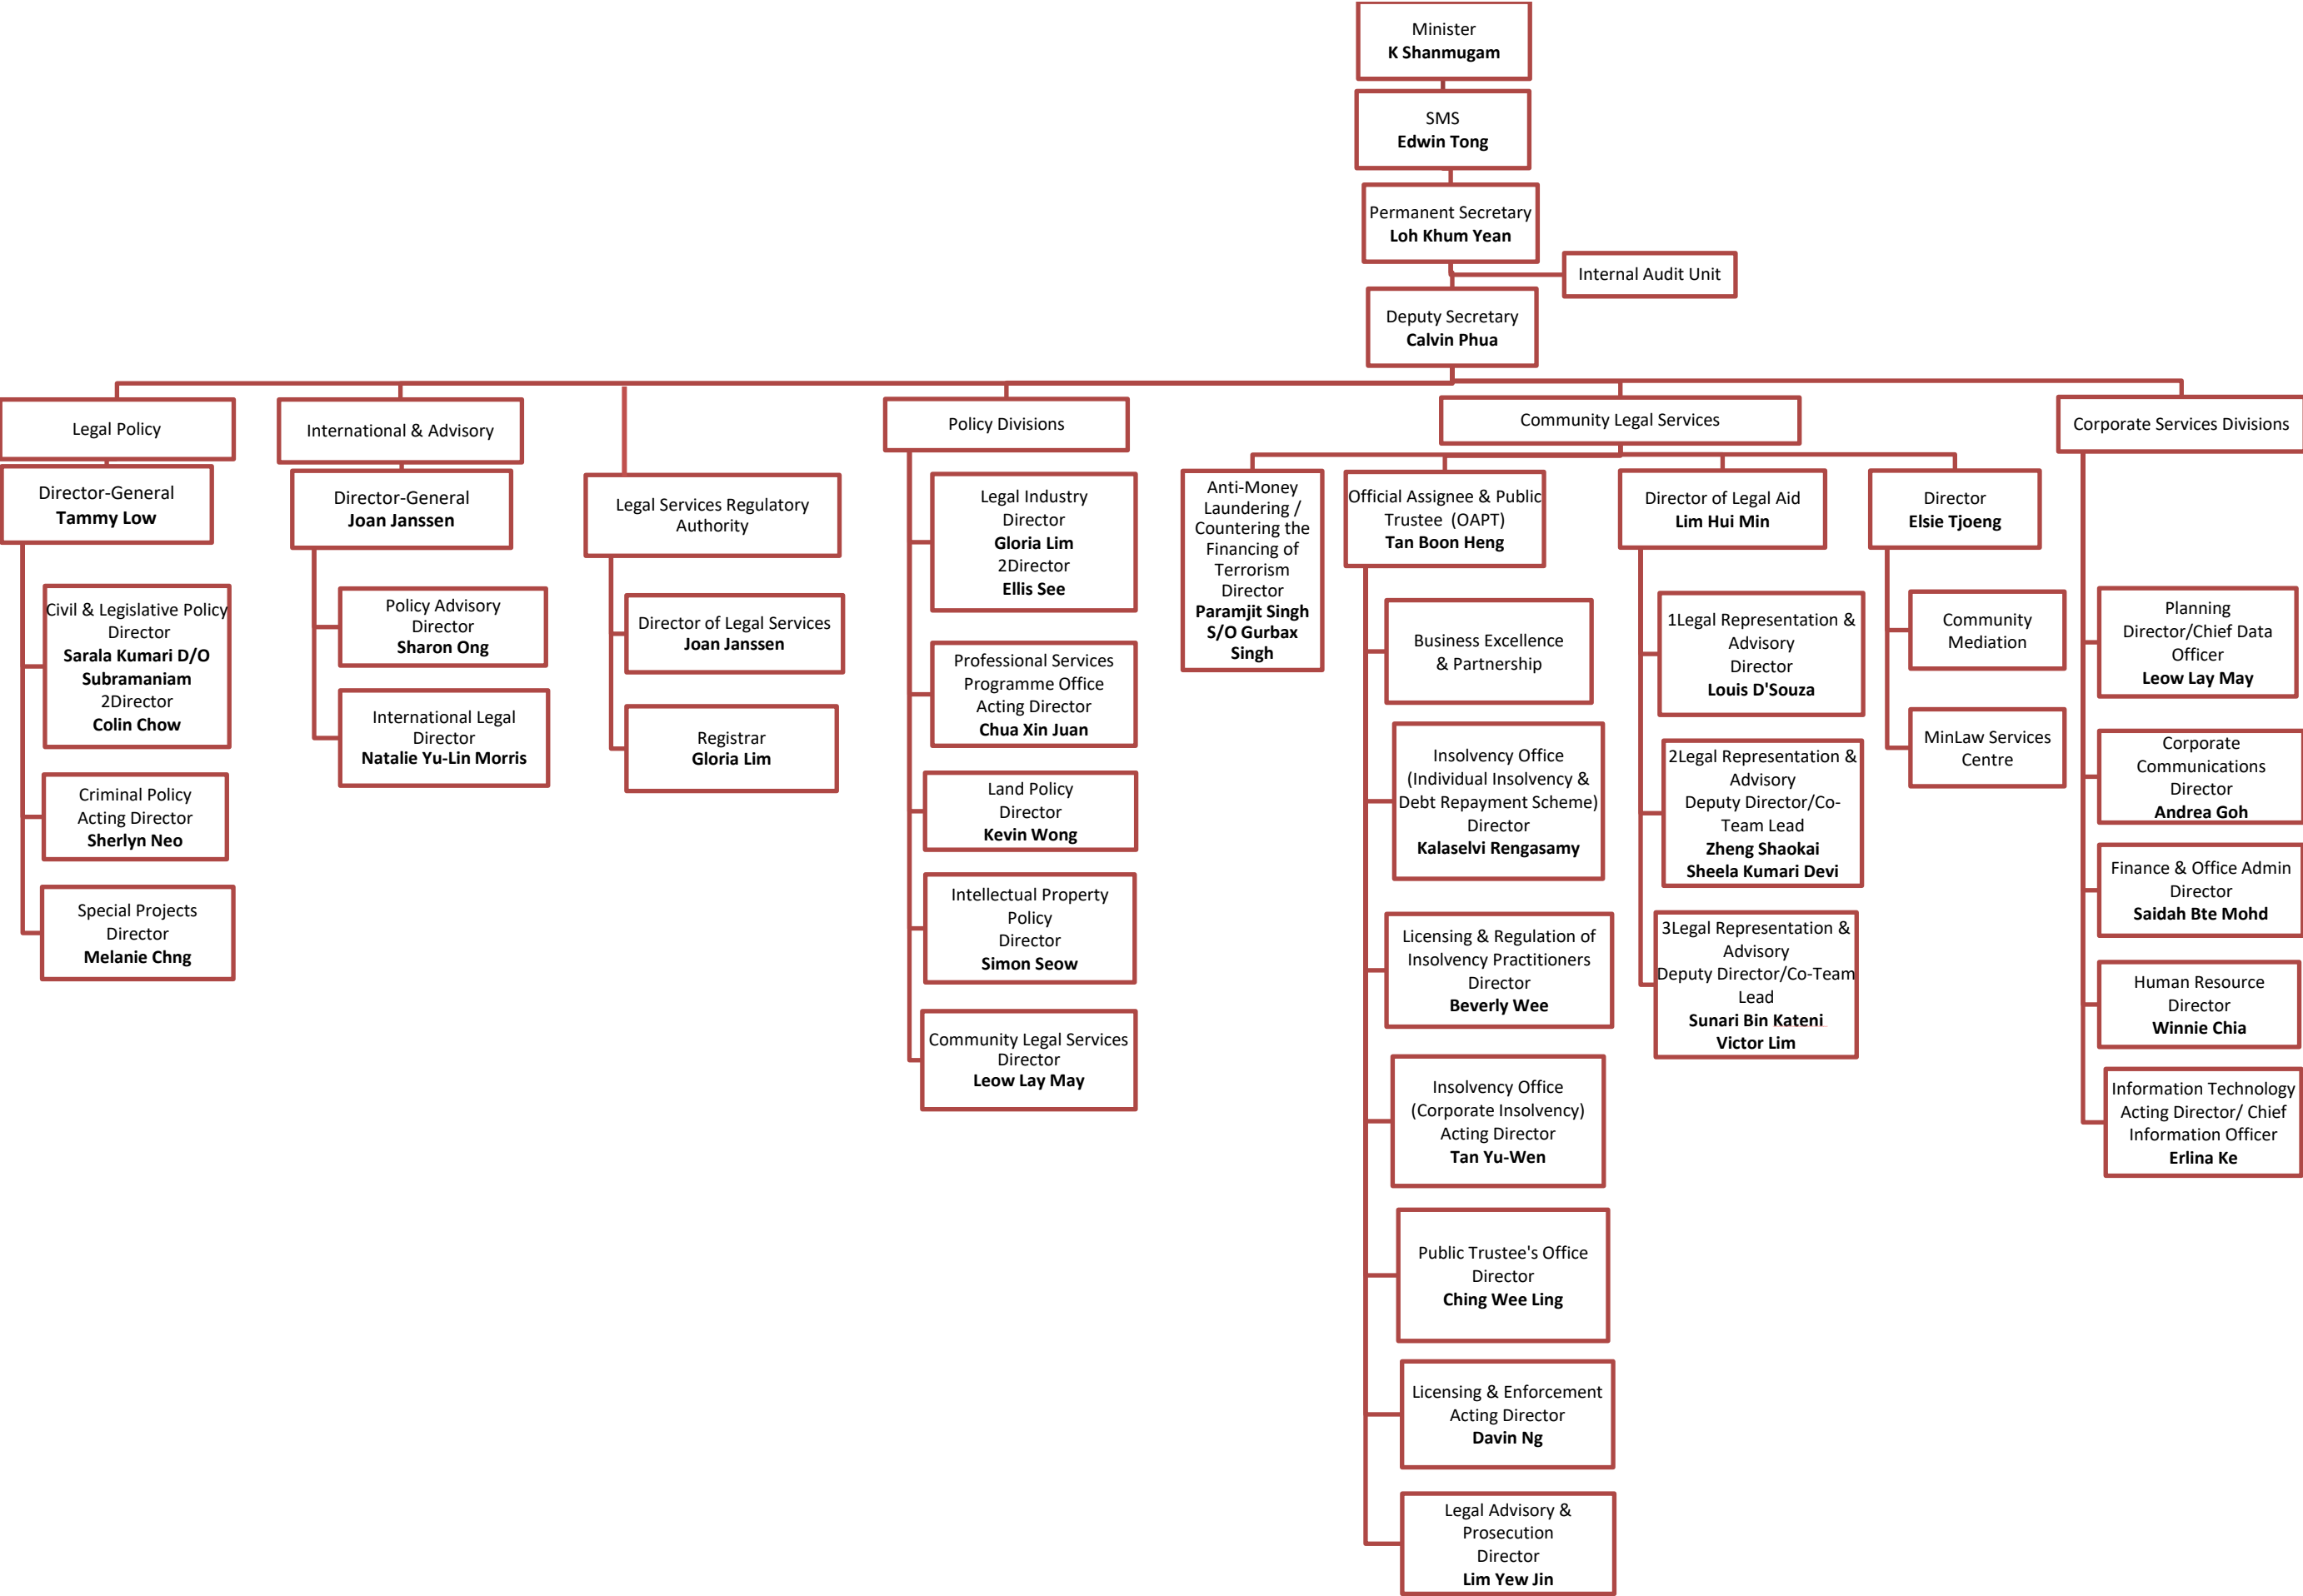 Minister
K Shanmugam
SMS
Edwin Tong
Permanent Secretary
Loh Khum Yean
Internal Audit Unit
Deputy Secretary
Calvin Phua
Legal Policy
Director-General
Tammy Low
Civil & Legislative Policy
Director
Sarala Kumari D/O
Subramaniam
2Director
Colin Chow
Criminal Policy
Acting Director
Sherlyn Neo
Special Projects
Director
Melanie Chng
International & Advisory
Director-General
Joan Janssen
Policy Advisory
Director
Sharon Ong
International Legal
Director
Natalie Yu-Lin Morris
Legal Services Regulatory
Authority
Director of Legal Services
Joan Janssen
Registrar
Gloria Lim
Policy Divisions
Legal Industry
Director
Gloria Lim
2Director
Ellis See
Professional Services
Programme Office
Acting Director
Chua Xin Juan
Land Policy
Director
Kevin Wong
Intellectual Property
Policy
Director
Simon Seow
Community Legal Services
Director
Leow Lay May
Community Legal Services
Anti-Money
Laundering /
Countering the
Financing of
Terrorism
Director
Paramjit Singh
S/O Gurbax
Singh
Official Assignee & Public
Trustee (OAPT)
Tan Boon Heng
Business Excellence
& Partnership
Insolvency Office
(Individual Insolvency &
Debt Repayment Scheme)
Director
Kalaselvi Rengasamy
Licensing & Regulation of
Insolvency Practitioners
Director
Beverly Wee
Insolvency Office
(Corporate Insolvency)
Acting Director
Tan Yu-Wen
Public Trustee's Office
Director
Ching Wee Ling
Licensing & Enforcement
Acting Director
Davin Ng
Legal Advisory &
Prosecution
Director
Lim Yew Jin
Director of Legal Aid
Lim Hui Min
1Legal Representation &
Advisory
Director
Louis D'Souza
2Legal Representation &
Advisory
Deputy Director/Co-
Team Lead
Zheng Shaokai
Sheela Kumari Devi
3Legal Representation &
Advisory
Deputy Director/Co-Team
Lead
Sunari Bin Kateni
Victor Lim
Director
Elsie Tjoeng
Community
Mediation
MinLaw Services
Centre
Corporate Services Divisions
Planning
Director/Chief Data
Officer
Leow Lay May
Corporate
Communications
Director
Andrea Goh
Finance & Office Admin
Director
Saidah Bte Mohd
Human Resource
Director
Winnie Chia
Information Technology
Acting Director/ Chief
Information Officer
Erlina Ke